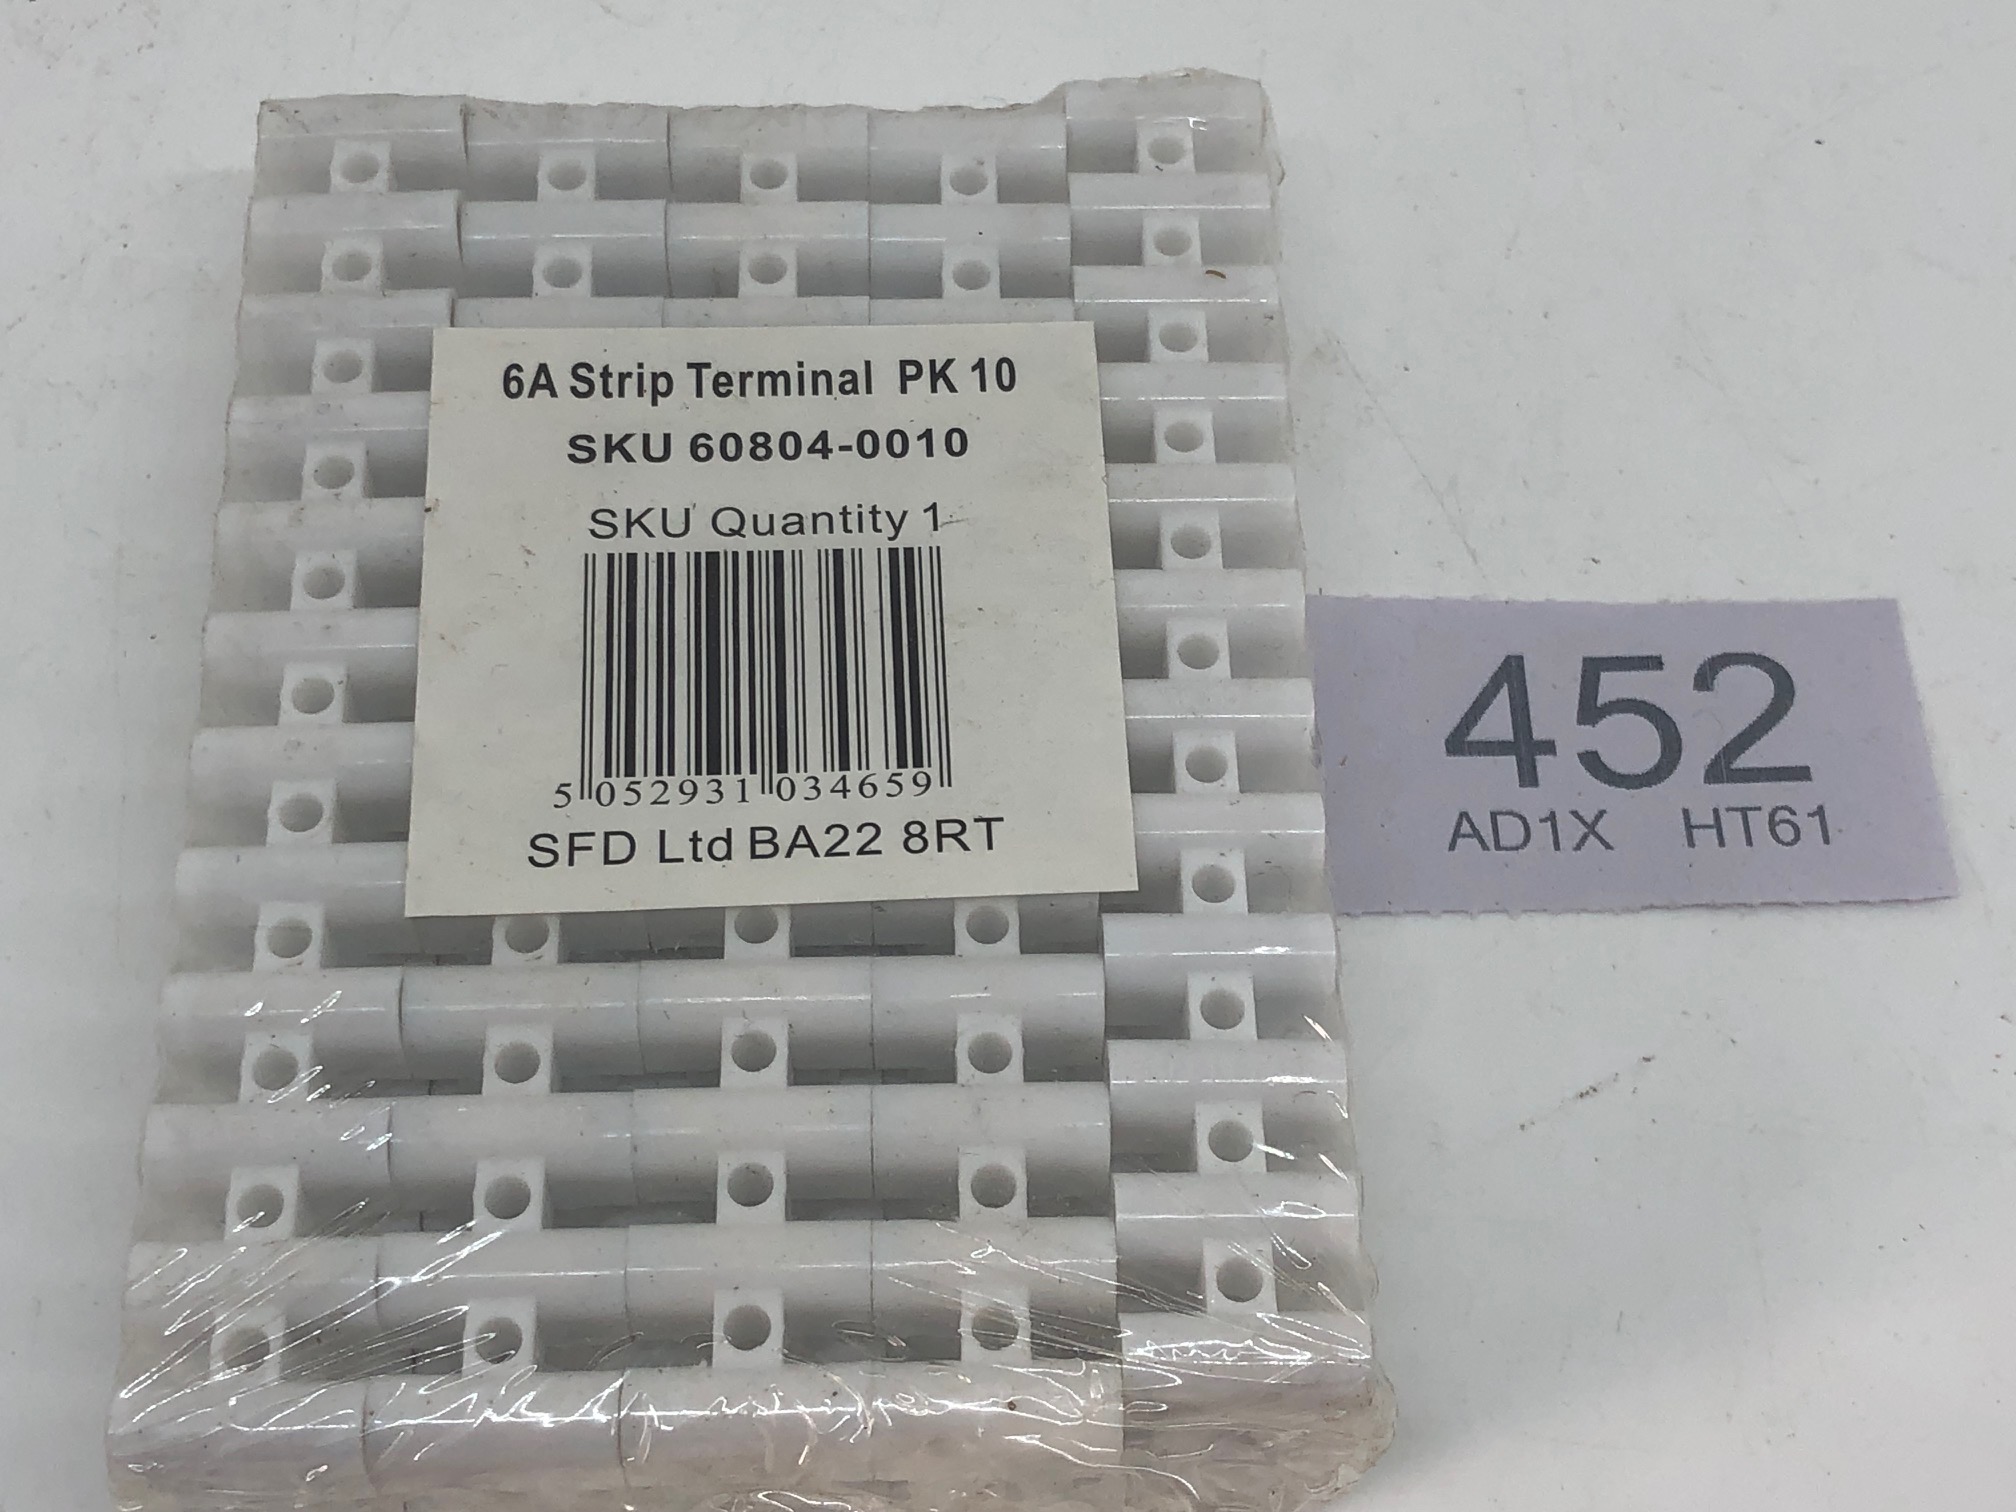 6A Strip Terminal PK 10
SKU 60804-0010
SKU Quantity 1
5 052931 034659
SFD Ltd BA22 8RT
452
AD1X HT61